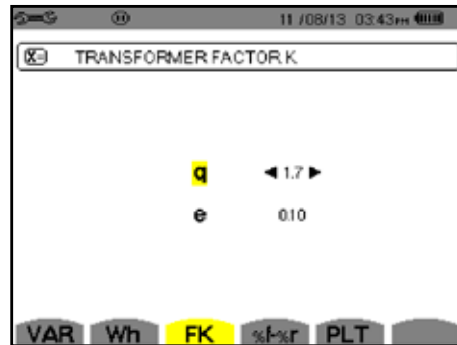 11/08/13 03:43PM
X= TRANSFORMER FACTOR K
q ◄ 1.7 ►
e 0.10
VAR Wh FK %f-%r PLT